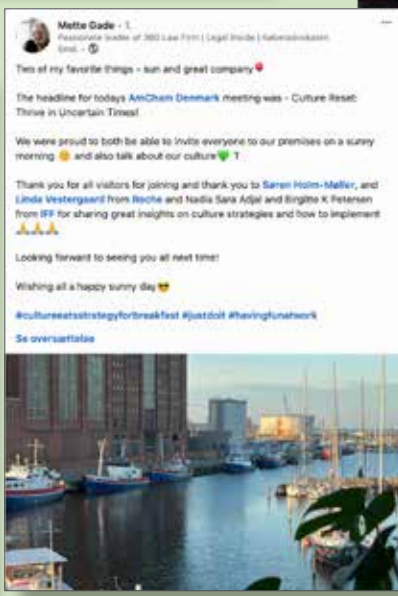 Mette Gade · 1.
Passionate leader of 360 Law Firm | Legal Inside | Københavnskaien
5md. ·
Two of my favorite things - sun and great company
The headline for todays AmCham Denmark meeting was - Culture Reset:
Thrive in Uncertain Times!
We were proud to both be able to invite everyone to our premises on a sunny
morning 🌞 and also talk about our culture💚 ?
Thank you for all visitors for joining and thank you to Søren Holm-Møller, and
Linda Vestergaard from Roche and Nadia Sara Adjal and Birgitte K Petersen
from IFF for sharing great insights on culture strategies and how to implement
🙏🙏🙏
Looking forward to seeing you all next time!
Wishing all a happy sunny day😎
#cultureeatsstrategyforbreakfast #justdoit #havingfunatwork
Se oversættelse